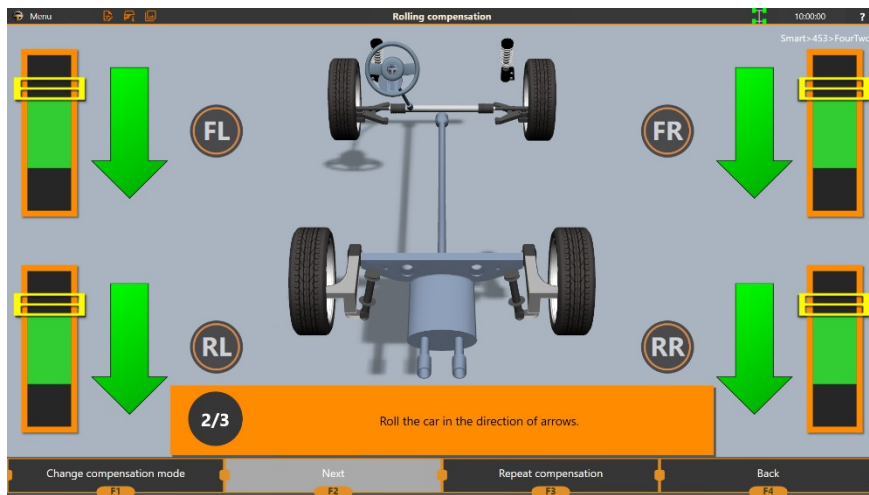 Menu
Rolling compensation
10:00:00
?
Smart>453>FourTwo
FL
FR
RL
RR
2/3
Roll the car in the direction of arrows.
Change compensation mode
Next
Repeat compensation
Back
F1
F2
F3
F4